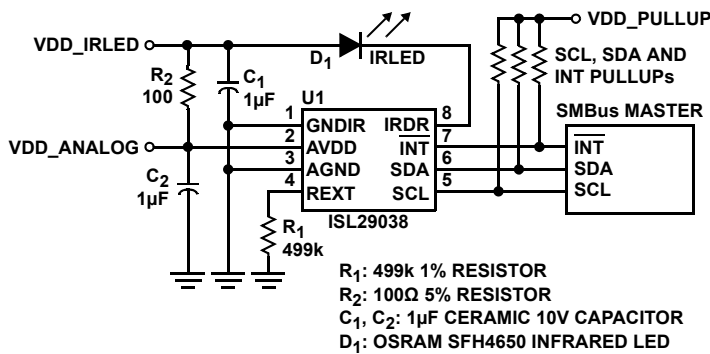 VDD_PULLUP
VDD_IRLED
D1
IRLED
SCL, SDA AND
INT PULLUPs
R2
100
C1
1µF
U1
SMBus MASTER
1
GNDIR
IRDR
8
2
AVDD
INT
7
INT
VDD_ANALOG
3
AGND
SDA
6
SDA
4
REXT
SCL
5
SCL
C2
1µF
ISL29038
R1
499k
R1: 499k 1% RESISTOR
R2: 100Ω 5% RESISTOR
C1, C2: 1µF CERAMIC 10V CAPACITOR
D1: OSRAM SFH4650 INFRARED LED